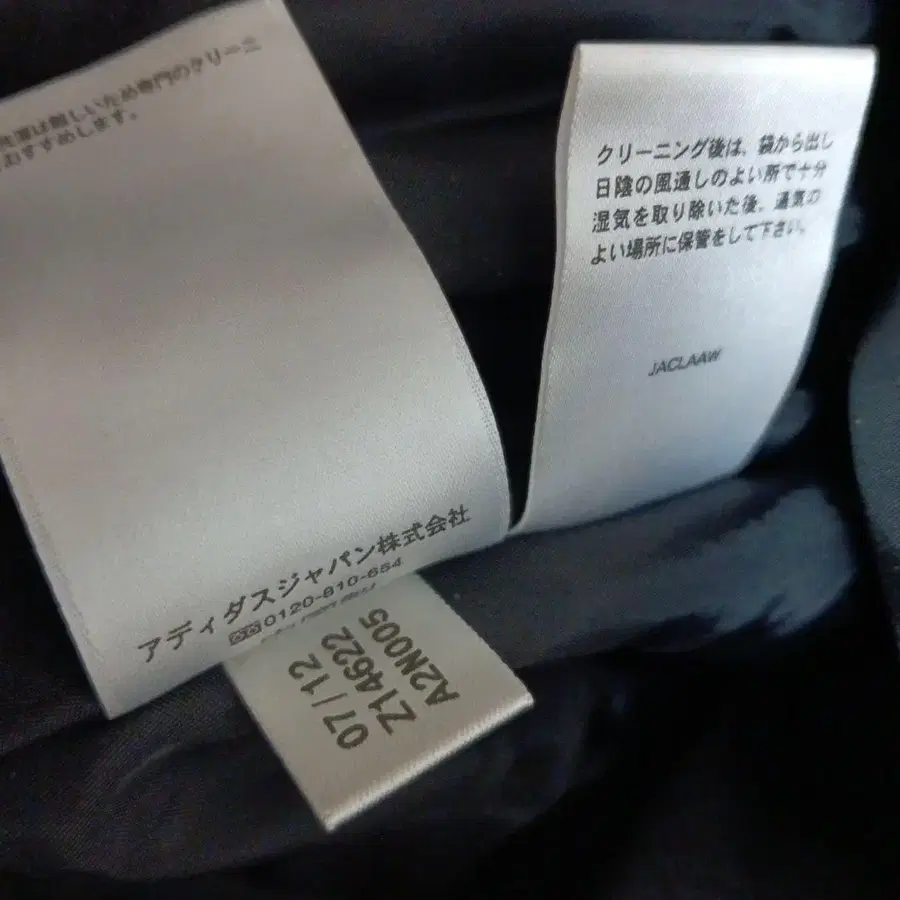 洗濯は難しいため専門のクリーニ
おすすめします。
アディダスジャパン株式会社
0120-810-654
クリーニング後は、袋から出し
日陰の風通しのよい所で十分
湿気を取り除いた後、通気の
よい場所に保管をして下さい。
JACLAAW
07/12
Z14622
A2N005